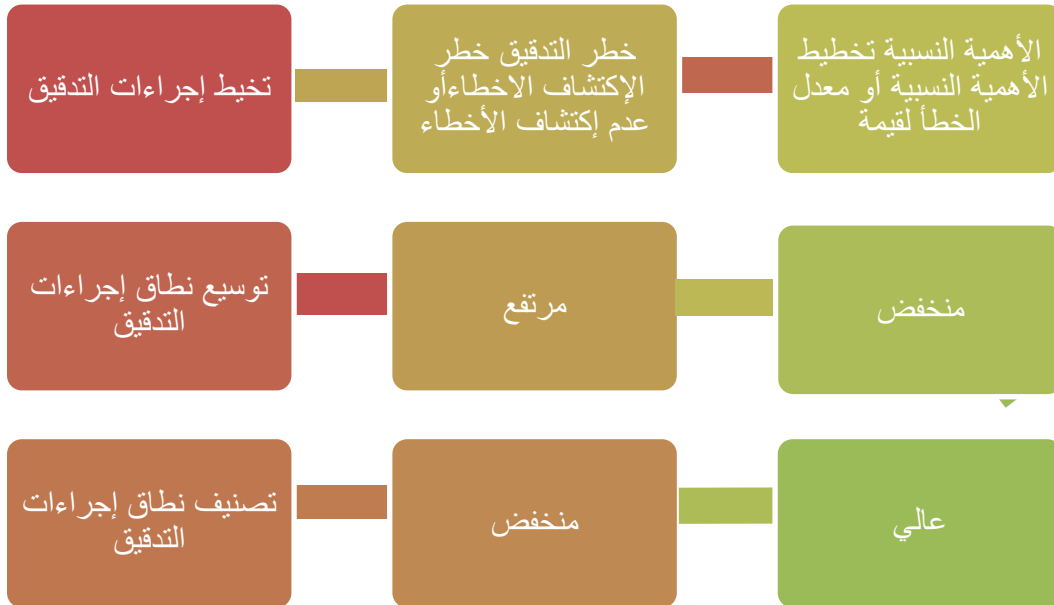 الأهمية النسبية تخطيط
الأهمية النسبية أو معدل
الخطأ لقيمة
خطر التدقيق خطر
الإكتشاف الاخطاءأو
عدم إكتشاف الأخطاء
تخيط إجراءات التدقيق
منخفض
مرتفع
توسيع نطاق إجراءات
التدقيق
عالي
منخفض
تصنيف نطاق إجراءات
التدقيق